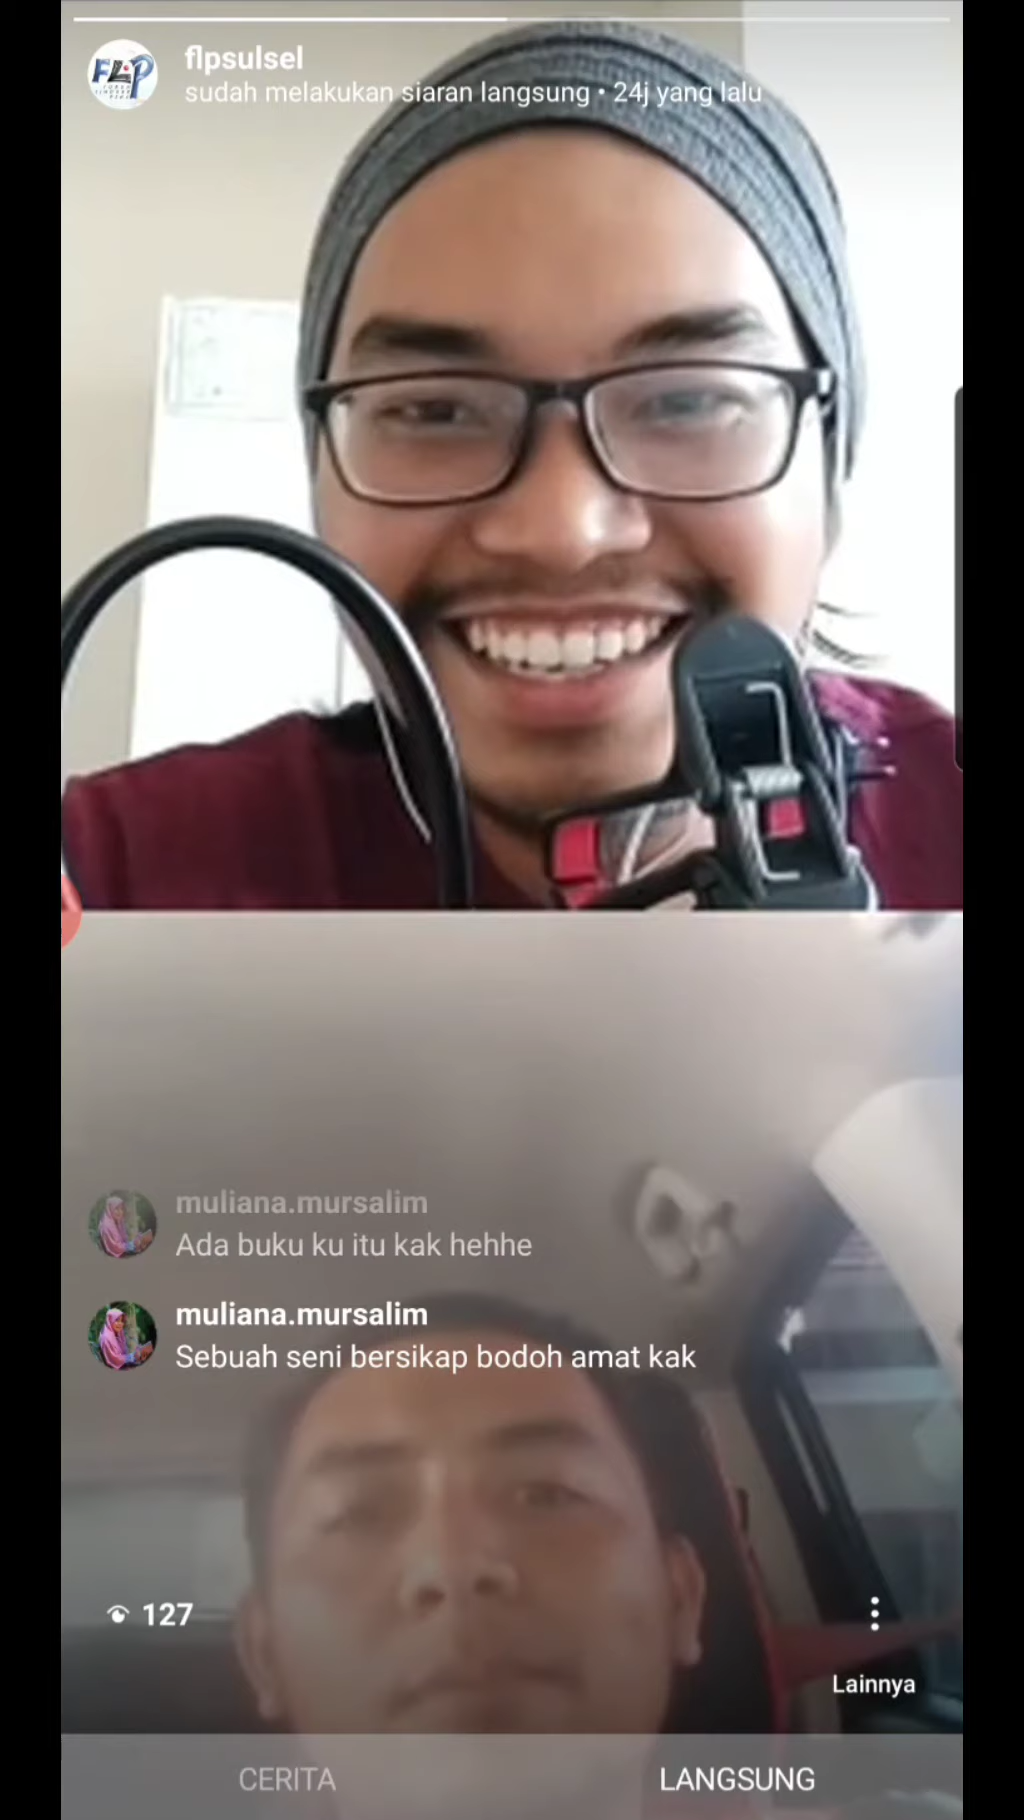 FLP
flpsulsel
sudah melakukan siaran langsung • 24j yang lalu
muliana.mursalim
Ada buku ku itu kak hehhe
muliana.mursalim
Sebuah seni bersikap bodoh amat kak
127
Lainnya
CERITA
LANGSUNG